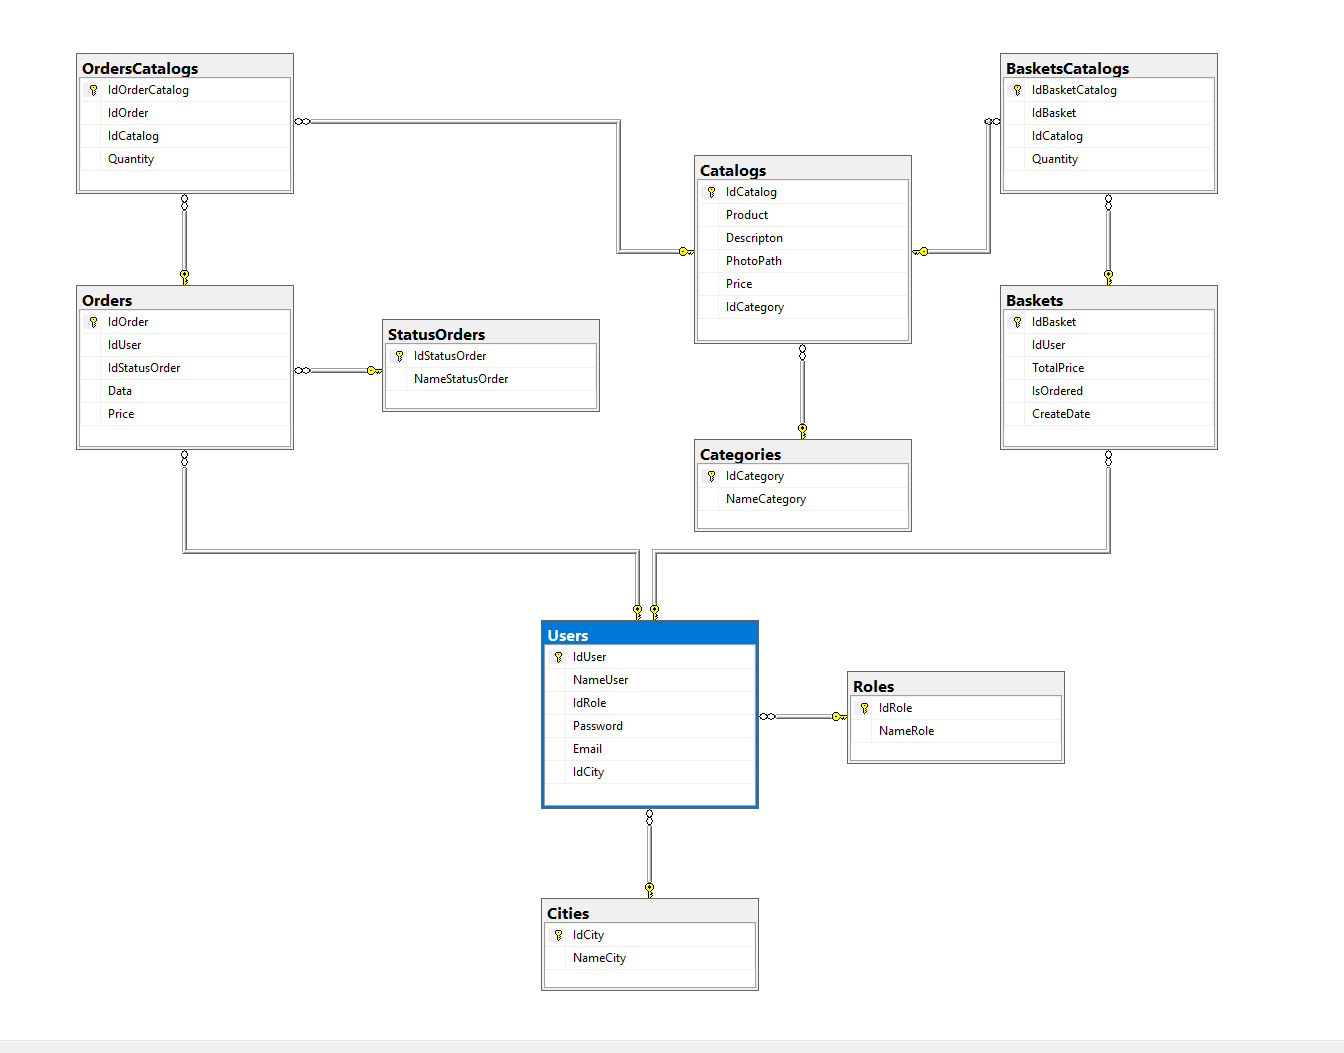 OrdersCatalogs
IdOrderCatalog
IdOrder
IdCatalog
Quantity
BasketsCatalogs
IdBasketCatalog
IdBasket
IdCatalog
Quantity
Catalogs
IdCatalog
Product
Descripton
PhotoPath
Price
IdCategory
Orders
IdOrder
IdUser
IdStatusOrder
Data
Price
StatusOrders
IdStatusOrder
NameStatusOrder
Baskets
IdBasket
IdUser
TotalPrice
IsOrdered
CreateDate
Categories
IdCategory
NameCategory
Users
IdUser
NameUser
IdRole
Password
Email
IdCity
Roles
IdRole
NameRole
Cities
IdCity
NameCity